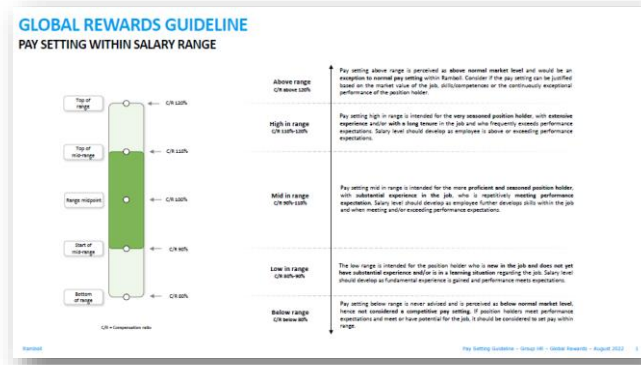 GLOBAL REWARDS GUIDELINE
PAY SETTING WITHIN SALARY RANGE
Top of
range
C/R 120%
Top of
mid-range
C/R 110%
Range midpoint
C/R 100%
Start of
mid-range
C/R 90%
Bottom
of range
C/R 80%
C/R = Compensation ratio
Above range
C/R above 120%
Pay setting above range is perceived as above normal market level and would be an
exception to normal pay setting within Ramboll. Consider if the pay setting can be justified
based on the market value of the job, skills/competences or the continuously exceptional
performance of the position holder.
High in range
C/R 110%-120%
Pay setting high in range is intended for the very seasoned position holder, with extensive
experience and/or with a long tenure in the job and who frequently exceeds performance
expectations. Salary level should develop as employee is above or exceeding performance
expectations.
Mid in range
C/R 90%-110%
Pay setting mid in range is intended for the more proficient and seasoned position holder,
with substantial experience in the job, who is repetitively meeting performance
expectation. Salary level should develop as employee further develops skills within the job
and when meeting and/or exceeding performance expectations.
Low in range
C/R 80%-90%
The low range is intended for the position holder who is new in the job and does not yet
have substantial experience and/or is in a learning situation regarding the job. Salary level
should develop as fundamental experience is gained and performance meets expectations.
Below range
C/R below 80%
Pay setting below range is never advised and is perceived as below normal market level,
hence not considered a competitive pay setting. If position holders meet performance
expectations and meet or have potential for the job, it should be considered to set pay within
range.
Ramboll
Pay Setting Guideline – Group HR – Global Rewards – August 2022